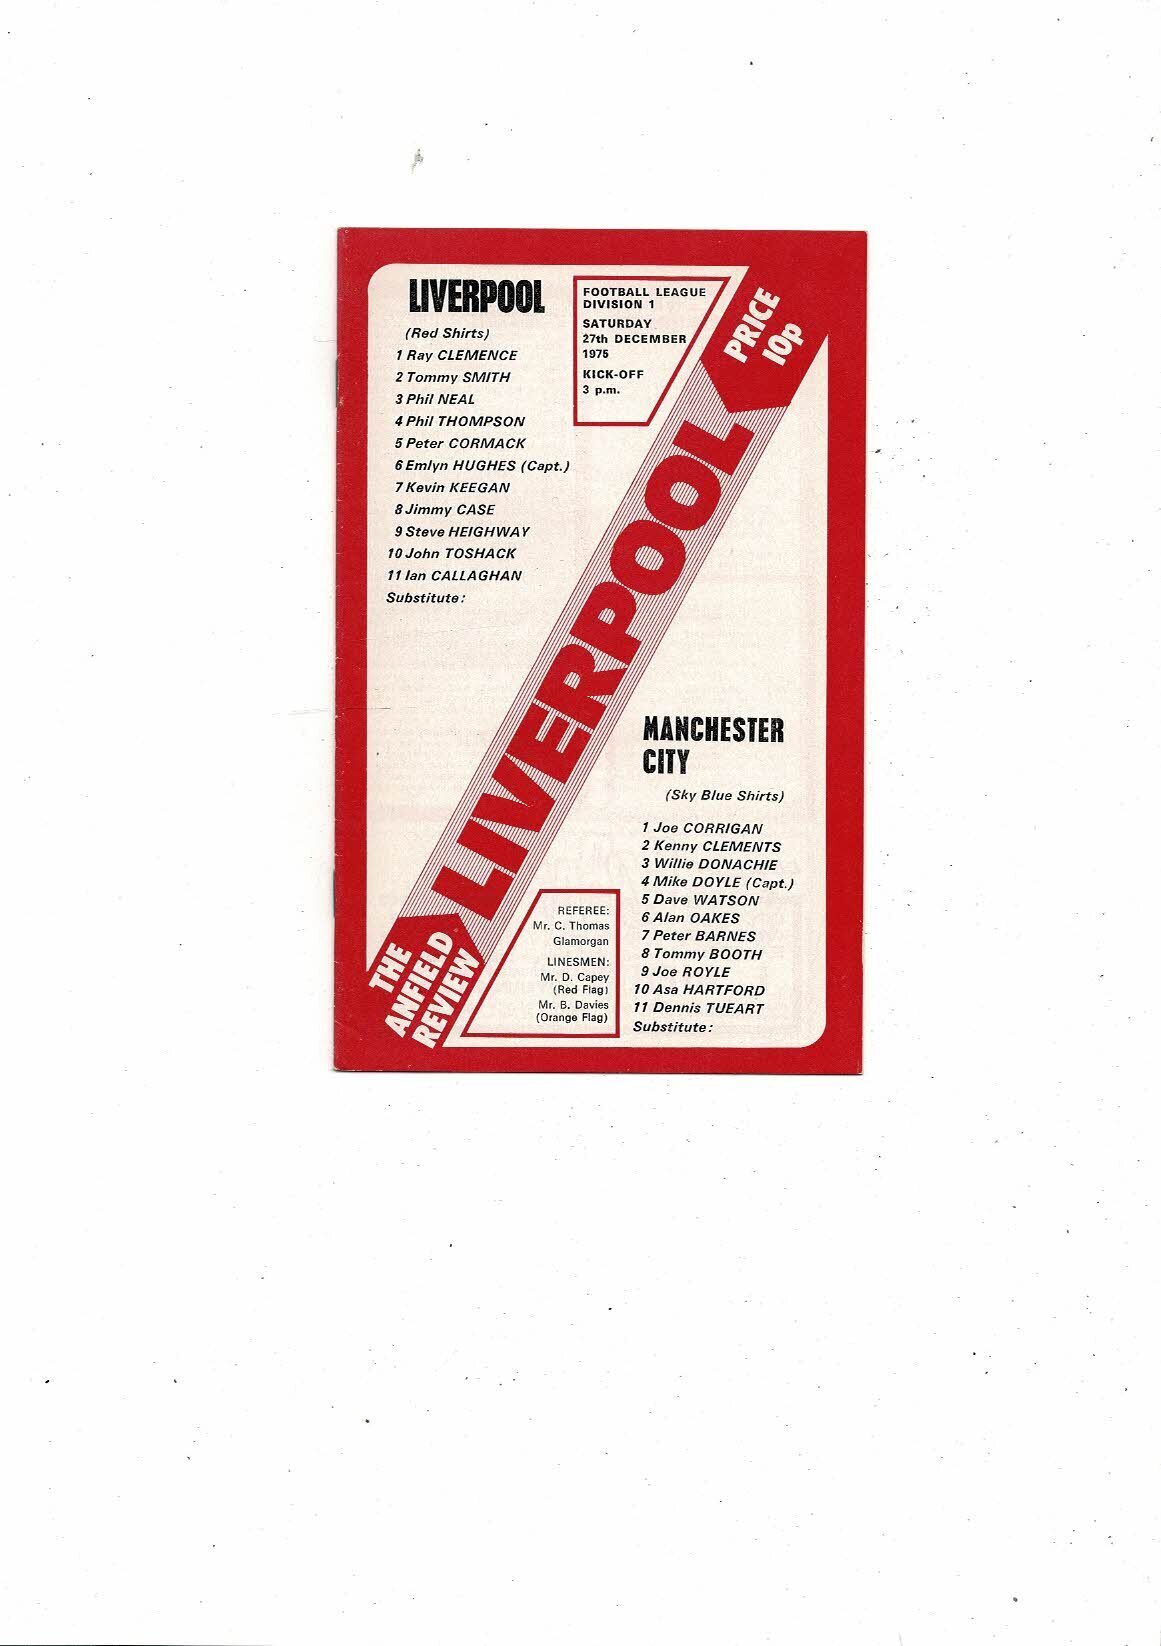 LIVERPOOL
(Red Shirts)
1 Ray CLEMENCE
2 Tommy SMITH
3 Phil NEAL
4 Phil THOMPSON
5 Peter CORMACK
6 Emlyn HUGHES (Capt.)
7 Kevin KEEGAN
8 Jimmy CASE
9 Steve HEIGHWAY
10 John TOSHACK
11 Ian CALLAGHAN
Substitute:
FOOTBALL LEAGUE
DIVISION 1
SATURDAY
27th DECEMBER
1975
KICK-OFF
3 p.m.
PRICE
10p
LIVERPOOL
THE
ANFIELD
REVIEW
MANCHESTER
CITY
(Sky Blue Shirts)
1 Joe CORRIGAN
2 Kenny CLEMENTS
3 Willie DONACHIE
4 Mike DOYLE (Capt.)
5 Dave WATSON
6 Alan OAKES
7 Peter BARNES
8 Tommy BOOTH
9 Joe ROYLE
10 Asa HARTFORD
11 Dennis TUEART
Substitute:
REFEREE:
Mr. C. Thomas
Glamorgan
LINESMEN:
Mr. D. Capey
(Red Flag)
Mr. B. Davies
(Orange Flag)